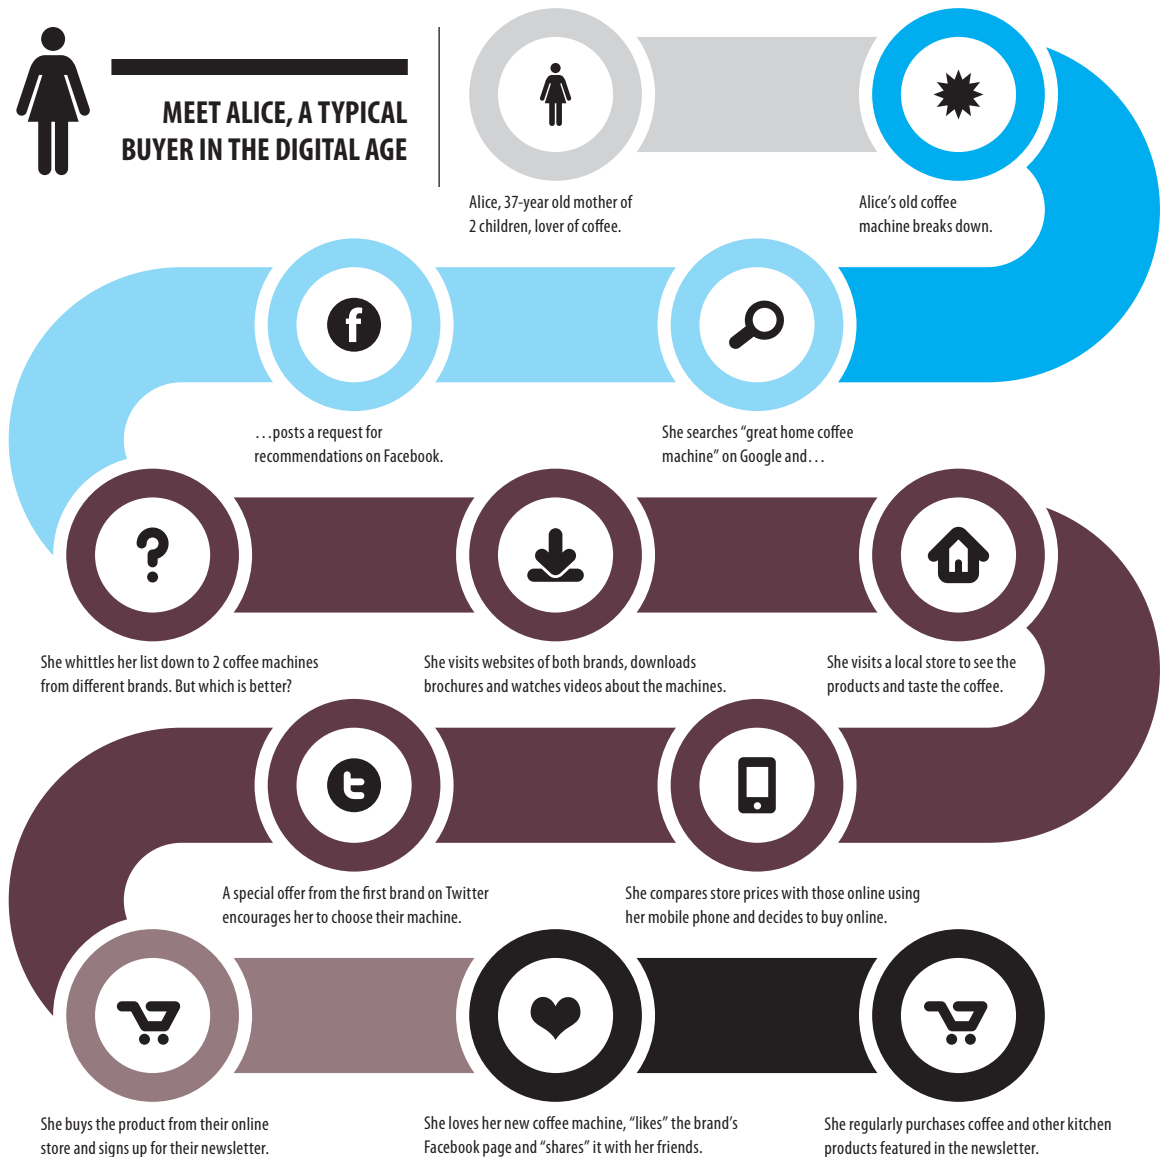 MEET ALICE, A TYPICAL
BUYER IN THE DIGITAL AGE
Alice, 37-year old mother of
2 children, lover of coffee.
Alice’s old coffee
machine breaks down.
She searches “great home coffee
machine” on Google and…
f
…posts a request for
recommendations on Facebook.
?
She whittles her list down to 2 coffee machines
from different brands. But which is better?
She visits websites of both brands, downloads
brochures and watches videos about the machines.
She visits a local store to see the
products and taste the coffee.
She compares store prices with those online using
her mobile phone and decides to buy online.
t
A special offer from the first brand on Twitter
encourages her to choose their machine.
She buys the product from their online
store and signs up for their newsletter.
She loves her new coffee machine, “likes” the brand’s
Facebook page and “shares” it with her friends.
She regularly purchases coffee and other kitchen
products featured in the newsletter.